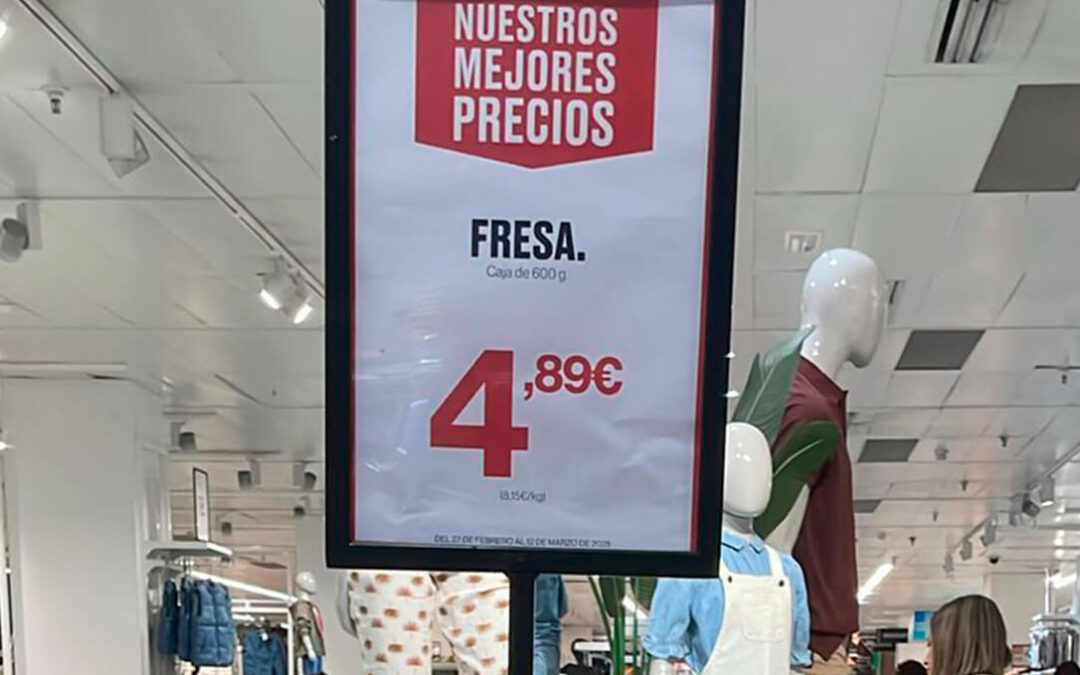 NUESTROS
MEJORES
PRECIOS
FRESA.
Caja de 600 g.
4,89€
(8,15€/kg)
DEL 27 DE FEBRERO AL 12 DE MARZO DE 2025